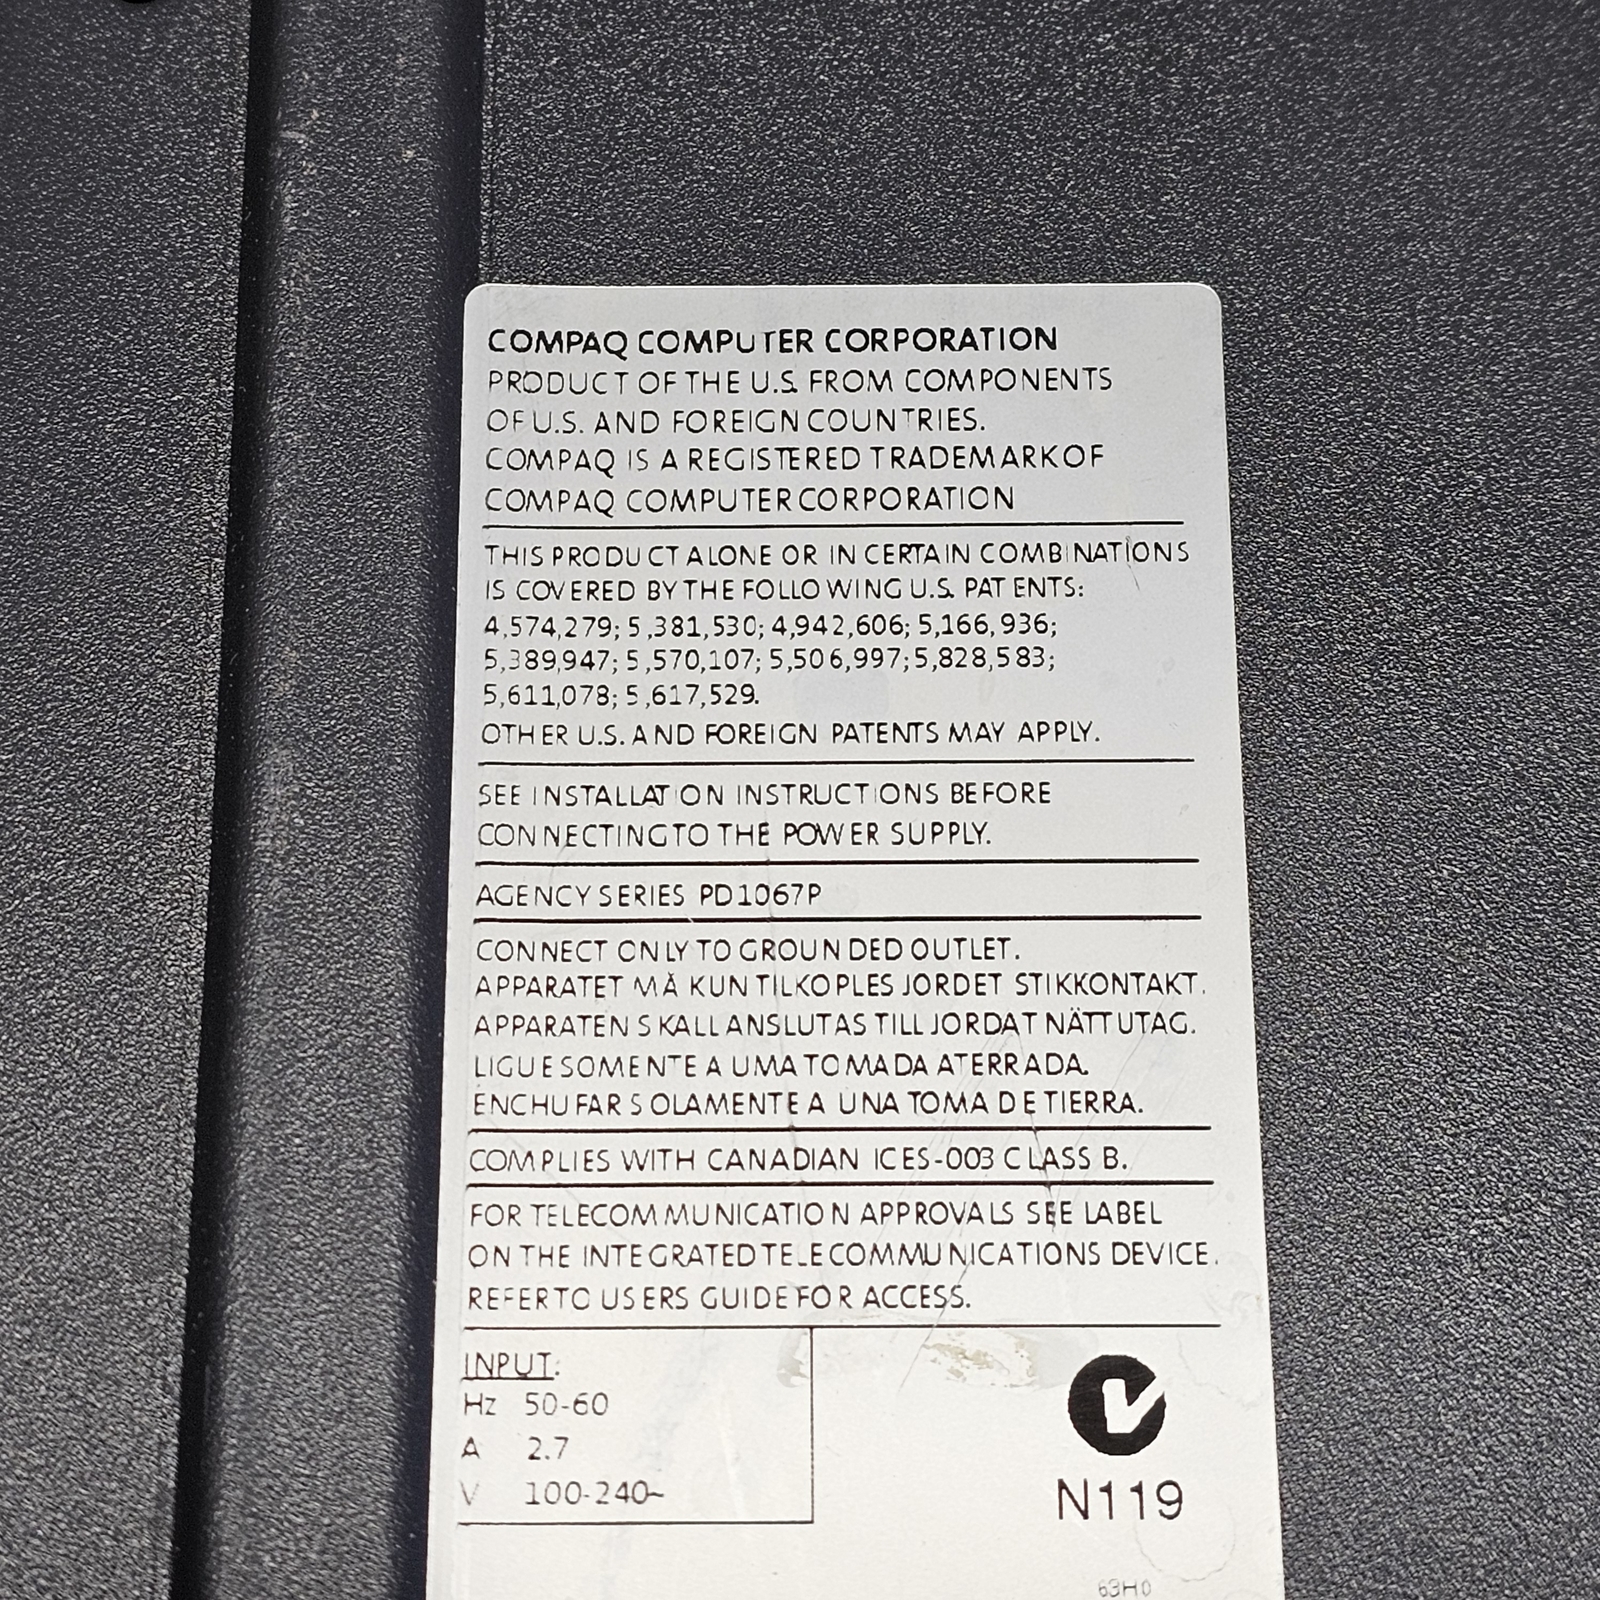 COMPAQ COMPUTER CORPORATION
PRODUCT OF THE U.S. FROM COMPONENTS
OF U.S. AND FOREIGN COUNTRIES.
COMPAQ IS A REGISTERED TRADEMARK OF
COMPAQ COMPUTER CORPORATION
THIS PRODUCT ALONE OR IN CERTAIN COMBINATIONS
IS COVERED BY THE FOLLOWING U.S. PATENTS:
4,574,279; 5,381,530; 4,942,606; 5,166,936;
5,389,947; 5,570,107; 5,506,997; 5,828,583;
5,611,078; 5,617,529.
OTHER U.S. AND FOREIGN PATENTS MAY APPLY.
SEE INSTALLATION INSTRUCTIONS BEFORE
CONNECTING TO THE POWER SUPPLY.
AGENCY SERIES PD1067P
CONNECT ONLY TO GROUNDED OUTLET.
APPARATET MÅ KUN TILKOPLES JORDET STIKKONTAKT.
APPARATEN SKALL ANSLUTAS TILL JORDAT NÄTTUTAG.
LIGUE SOMENTE A UMA TOMADA ATERRADA.
ENCHUFAR SOLAMENTE A UNA TOMA DE TIERRA.
COMPLIES WITH CANADIAN ICES-003 CLASS B.
FOR TELECOMMUNICATION APPROVALS SEE LABEL
ON THE INTEGRATED TELECOMMUNICATIONS DEVICE.
REFER TO USERS GUIDE FOR ACCESS.
INPUT:
Hz 50-60
A 2.7
V 100-240~
N119
63H0